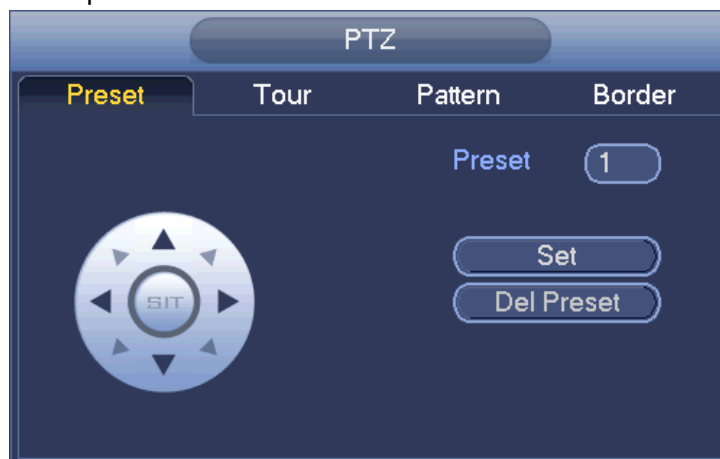 PTZ
Preset Tour Pattern Border
Preset 1
SIT
Set
Del Preset